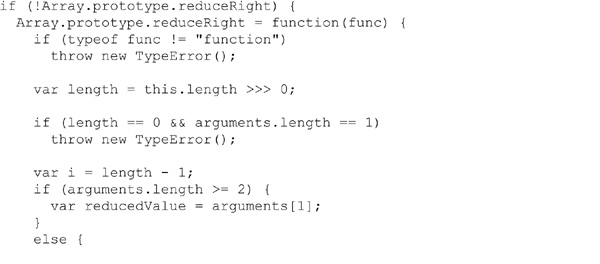 if (!Array.prototype.reduceRight) {
  Array.prototype.reduceRight = function(func) {
    if (typeof func != "function")
      throw new TypeError();

    var length = this.length >>> 0;

    if (length == 0 && arguments.length == 1)
      throw new TypeError();

    var i = length - 1;
    if (arguments.length >= 2) {
      var reducedValue = arguments[1];
    }
    else {